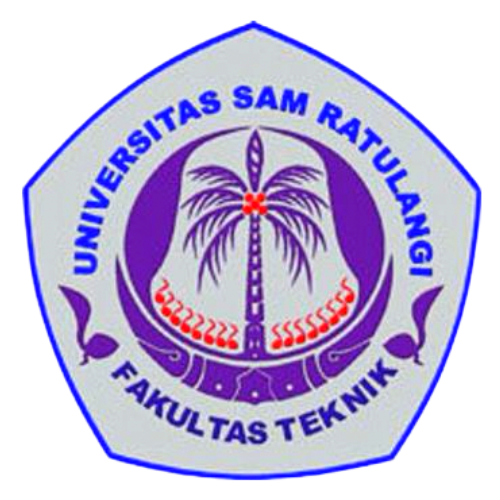 UNIVERSITAS SAM RATULANGI
FAKULTAS TEKNIK